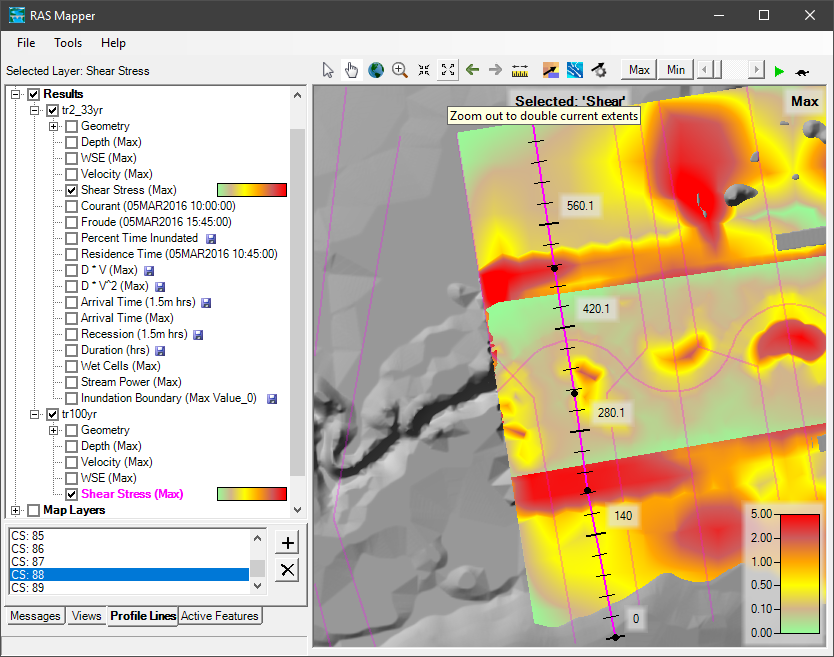 RAS Mapper
File Tools Help
Selected Layer: Shear Stress
Max Min
Results
tr2_33yr
Geometry
Depth (Max)
WSE (Max)
Velocity (Max)
Shear Stress (Max)
Courant (05MAR2016 10:00:00)
Froude (05MAR2016 15:45:00)
Percent Time Inundated
Residence Time (05MAR2016 10:45:00)
D * V (Max)
D * V^2 (Max)
Arrival Time (1.5m hrs)
Arrival Time (Max)
Recession (1.5m hrs)
Duration (hrs)
Wet Cells (Max)
Stream Power (Max)
Inundation Boundary (Max Value_0)
tr100yr
Geometry
Depth (Max)
Velocity (Max)
WSE (Max)
Shear Stress (Max)
Map Layers
CS: 85
CS: 86
CS: 87
CS: 88
CS: 89
Messages Views Profile Lines Active Features
Selected: 'Shear'
Max
Zoom out to double current extents
560.1
420.1
280.1
140
0
5.00
2.00
1.00
0.50
0.10
0.00